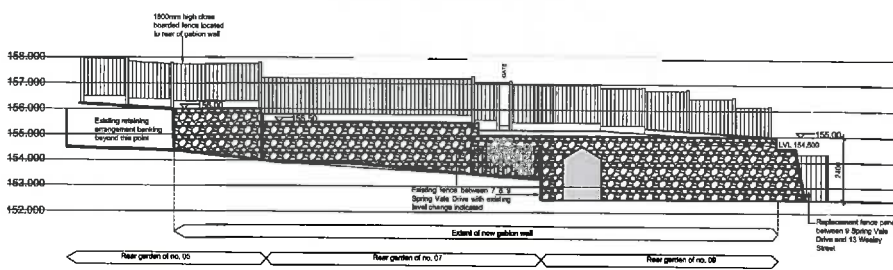 1800mm high close
boarded fence located
to rear of gabion wall
GATE
158.000
157.000
156.000
155.000
154.000
153.000
152.000
156.00
155.50
155.00
LVL 154,600
2400
Existing retaining
arrangement banking
beyond this point
Existing fence between 7 & 9
Spring Vale Drive with existing
level change indicated
Replacement fence panel
between 9 Spring Vale
Drive and 13 Wesley
Street
Extent of new gabion wall
Rear garden of no. 05
Rear garden of no. 07
Rear garden of no. 09